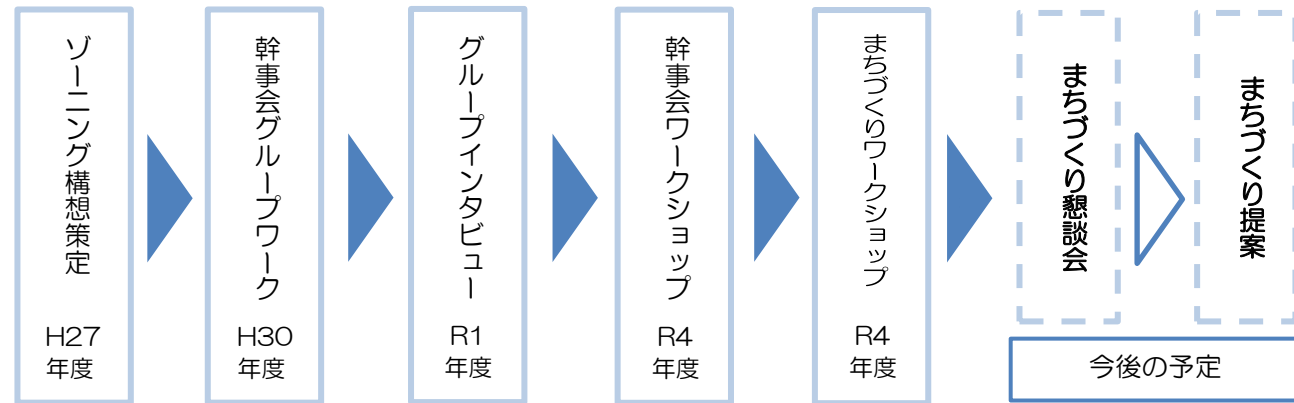 ゾーニング構想策定
H27
年度
幹事会グループワーク
H30
年度
グループインタビュー
R1
年度
幹事会ワークショップ
R4
年度
まちづくりワークショップ
R4
年度
まちづくり懇談会
まちづくり提案
今後の予定